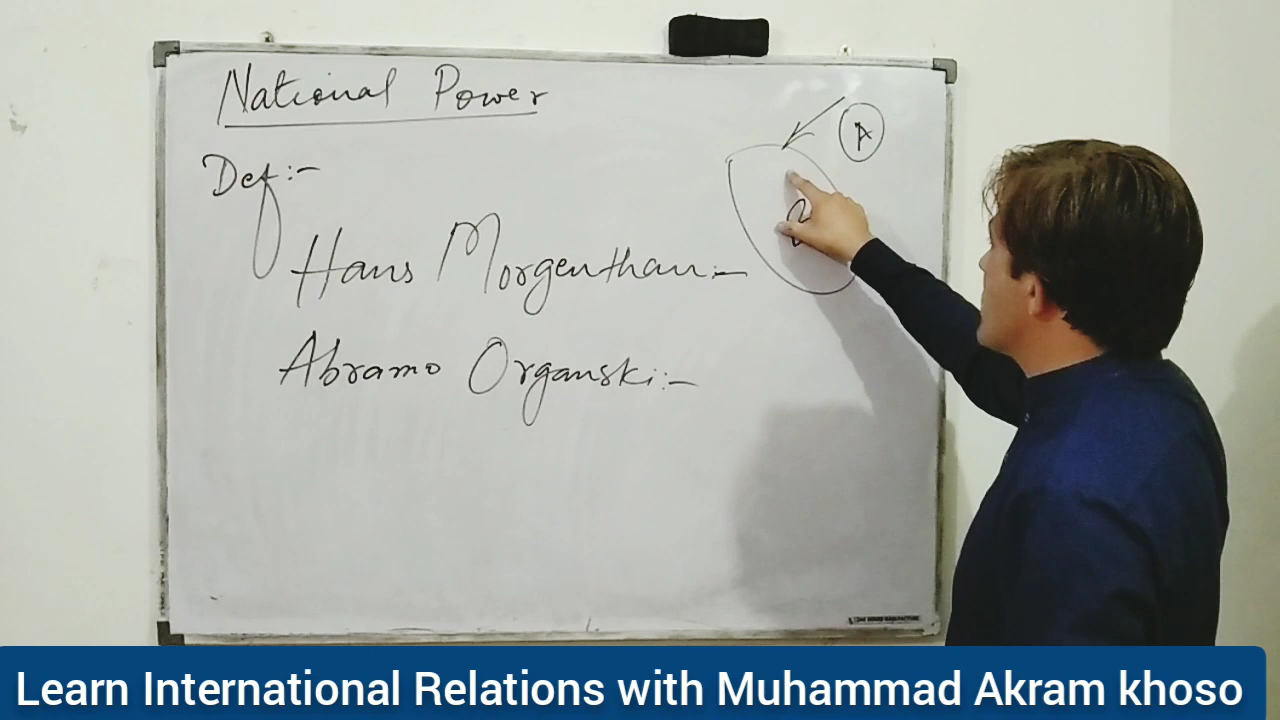 National Power
Def:-
A
Hans Morgenthau:-
Abramo Organski:-
Learn International Relations with Muhammad Akram khoso